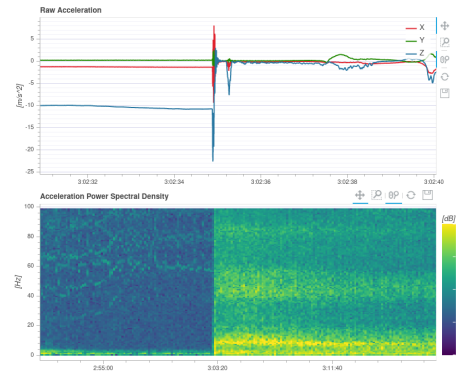 Raw Acceleration
X
Y
Z
5
0
-5
-10
-15
-20
-25
[m/s^2]
3:02:32
3:02:34
3:02:36
3:02:38
3:02:40
Acceleration Power Spectral Density
[dB]
100
80
60
40
20
0
[Hz]
2:55:00
3:03:20
3:11:40